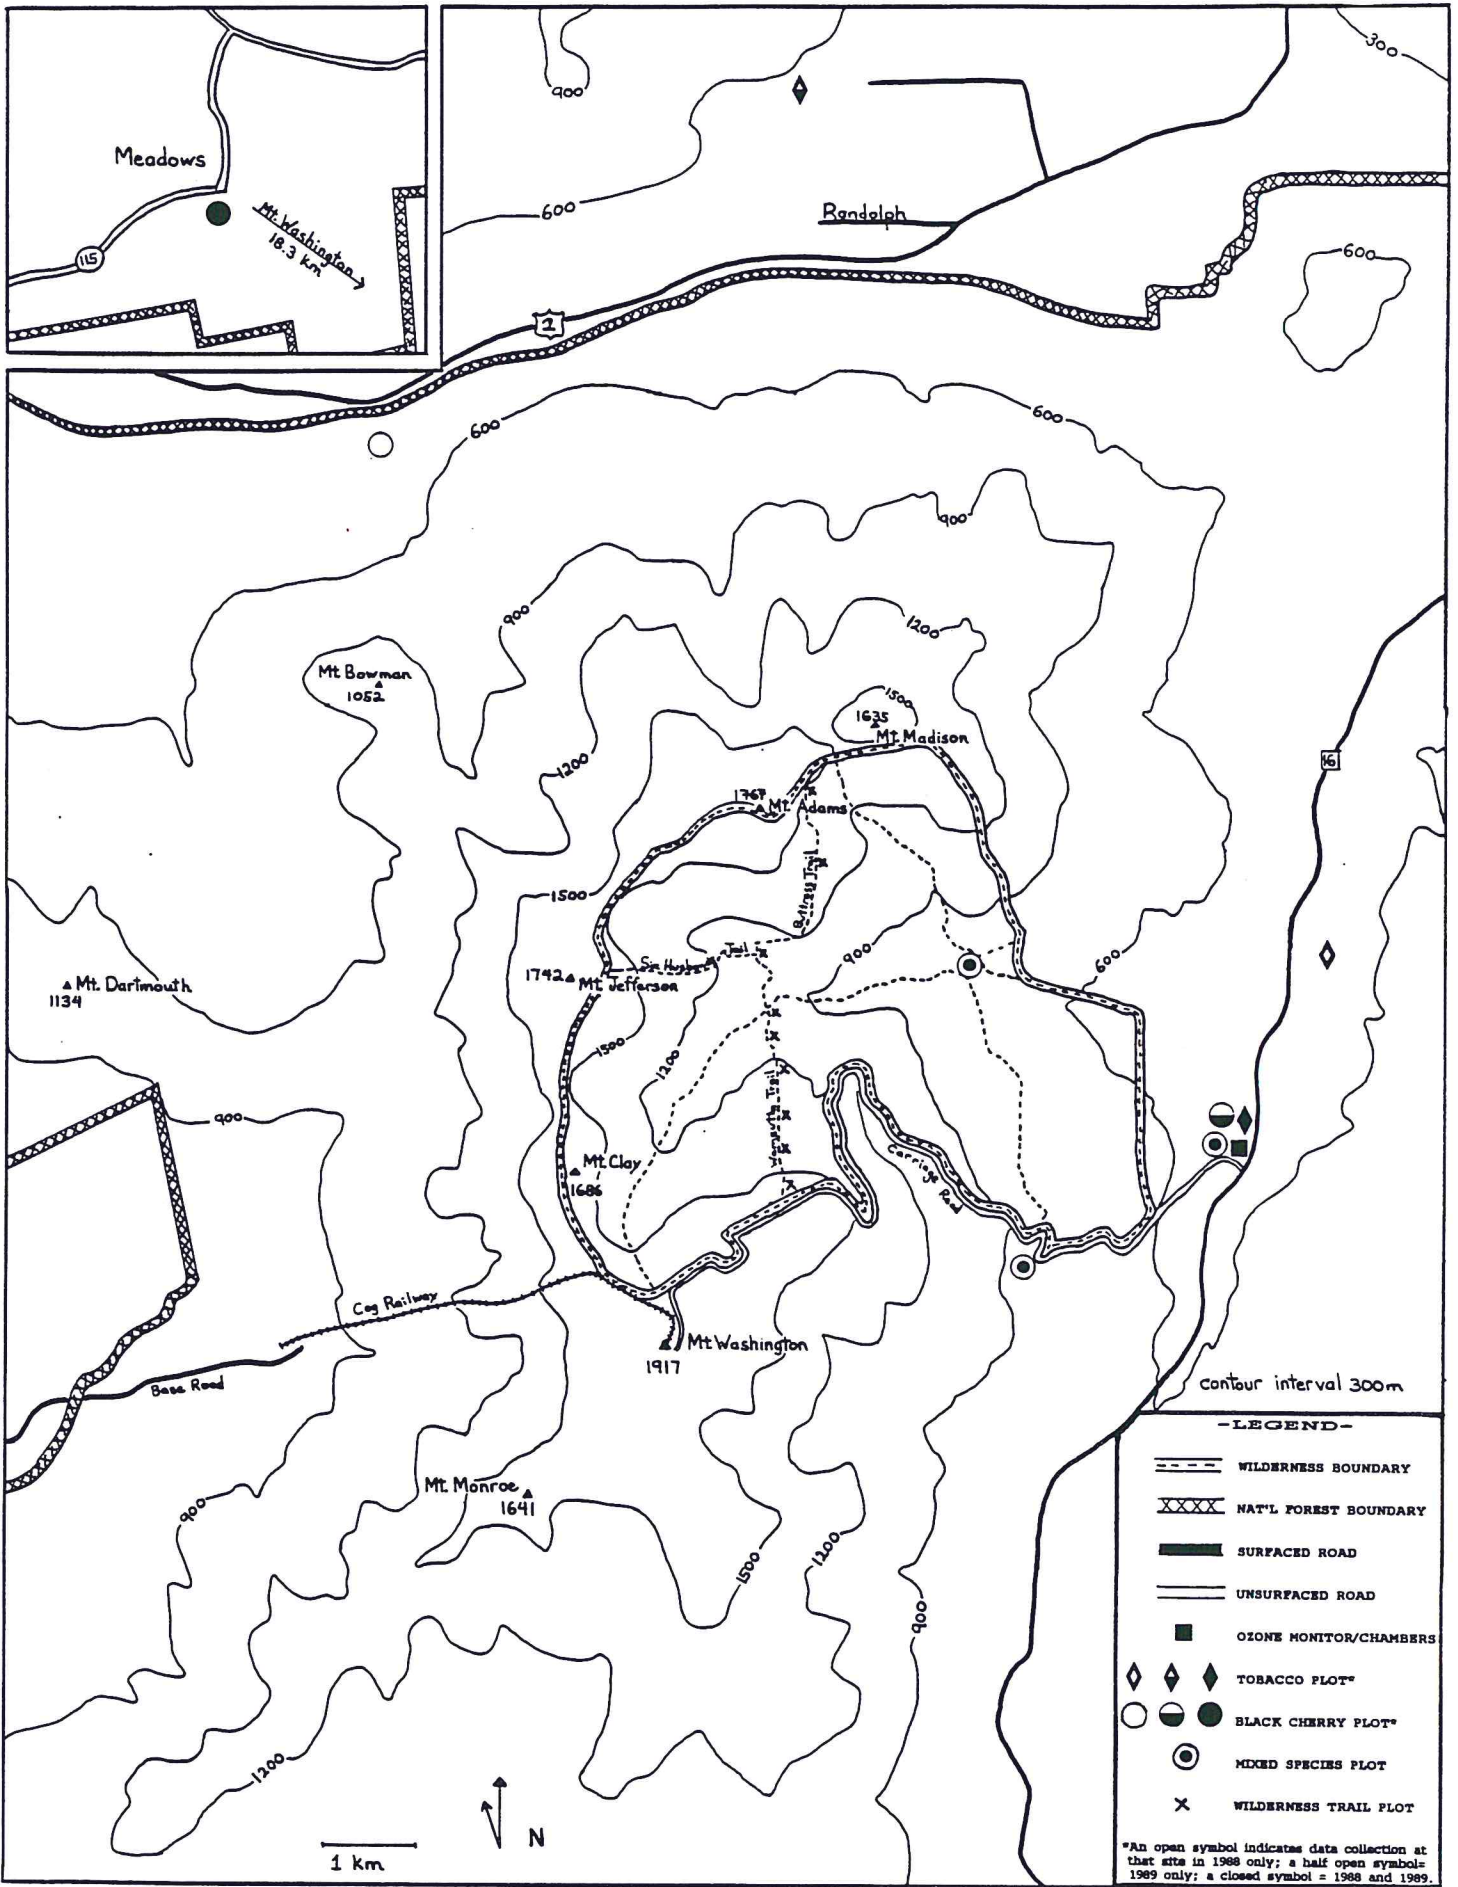 Meadows
115
Mt. Washington
18.3 km
900
300
600
Randolph
600
2
600
600
900
900
1200
Mt Bowman
1052
1500
1635
Mt. Madison
16
1200
1767
Mt. Adams
Buttress Trail
1500
900
600
Trail
1742
Mt Jefferson
Mt. Dartmouth
1134
1500
1200
900
Mt Clay
1686
Carriage Road
Cog Railway
Base Road
Mt Washington
1917
contour interval 300m
Mt. Monroe
1641
900
1500
1200
900
1200
1 km
N
-LEGEND-
WILDERNESS BOUNDARY
NAT'L FOREST BOUNDARY
SURFACED ROAD
UNSURFACED ROAD
OZONE MONITOR/CHAMBERS
TOBACCO PLOT*
BLACK CHERRY PLOT*
MIXED SPECIES PLOT
WILDERNESS TRAIL PLOT
*An open symbol indicates data collection at
that site in 1988 only; a half open symbol=
1989 only; a closed symbol = 1988 and 1989.